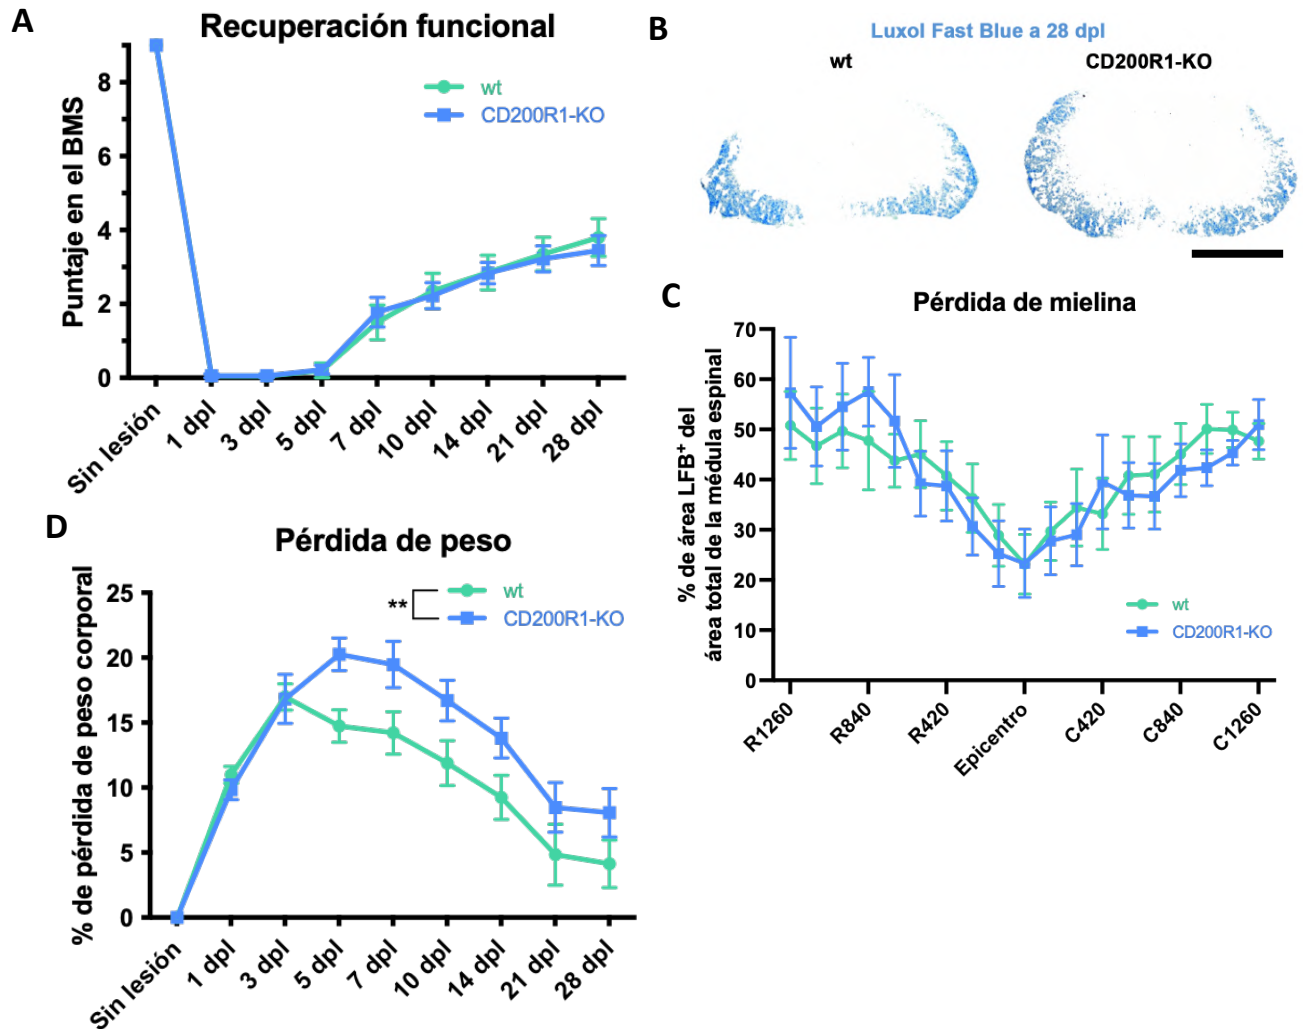 A
Recuperación funcional
Puntaje en el BMS
8
6
4
2
0
wt
CD200R1-KO
Sin lesión
1 dpl
3 dpl
5 dpl
7 dpl
10 dpl
14 dpl
21 dpl
28 dpl
B
Luxol Fast Blue a 28 dpl
wt
CD200R1-KO
C
Pérdida de mielina
% de área LFB⁺ del
área total de la médula espinal
70
60
50
40
30
20
10
0
wt
CD200R1-KO
R1260
R840
R420
Epicentro
C420
C840
C1260
D
Pérdida de peso
% de pérdida de peso corporal
25
20
15
10
5
0
**
wt
CD200R1-KO
Sin lesión
1 dpl
3 dpl
5 dpl
7 dpl
10 dpl
14 dpl
21 dpl
28 dpl